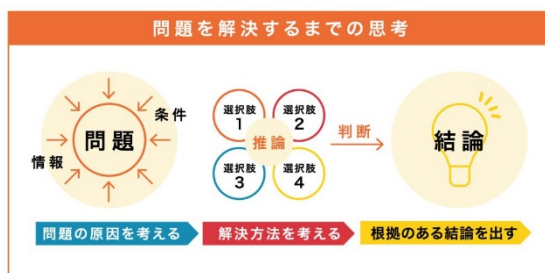 問題を解決するまでの思考
条件
問題
情報
選択肢
1
選択肢
2
推論
選択肢
3
選択肢
4
判断
結論
問題の原因を考える
解決方法を考える
根拠のある結論を出す